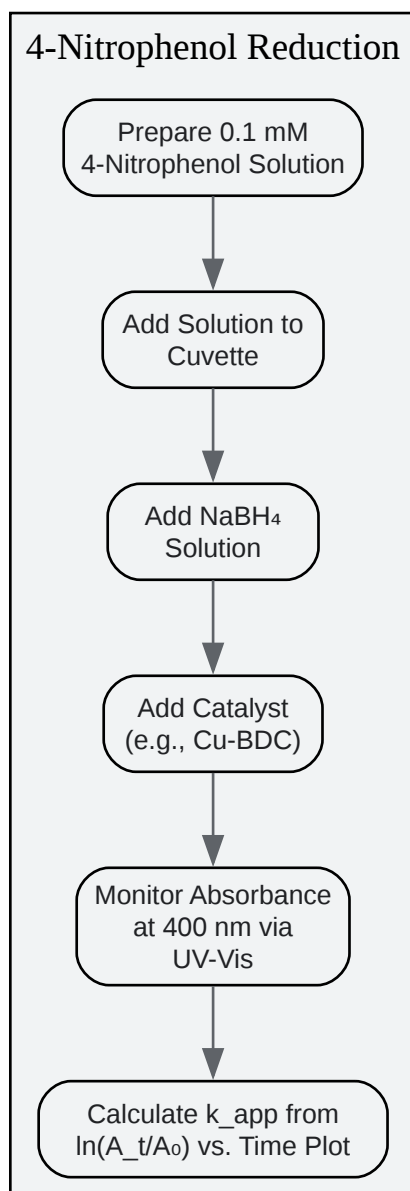 4-Nitrophenol Reduction
Prepare 0.1 mM
4-Nitrophenol Solution
Add Solution to
Cuvette
Add NaBH₄
Solution
Add Catalyst
(e.g., Cu-BDC)
Monitor Absorbance
at 400 nm via
UV-Vis
Calculate k_app from
ln(A_t/A₀) vs. Time Plot